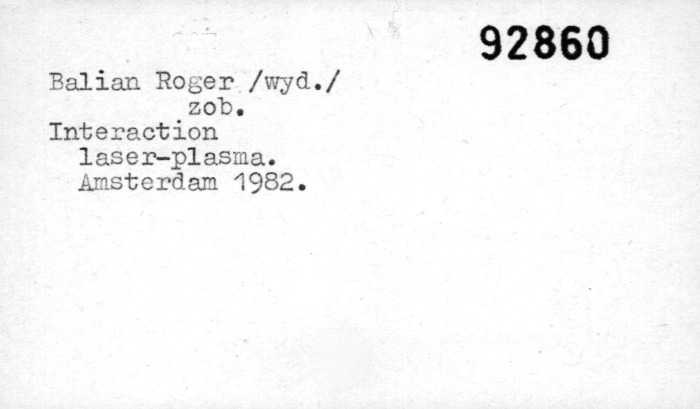 92860
Balian Roger /wyd./
zob.
Interaction
laser-plasma.
Amsterdam 1982.